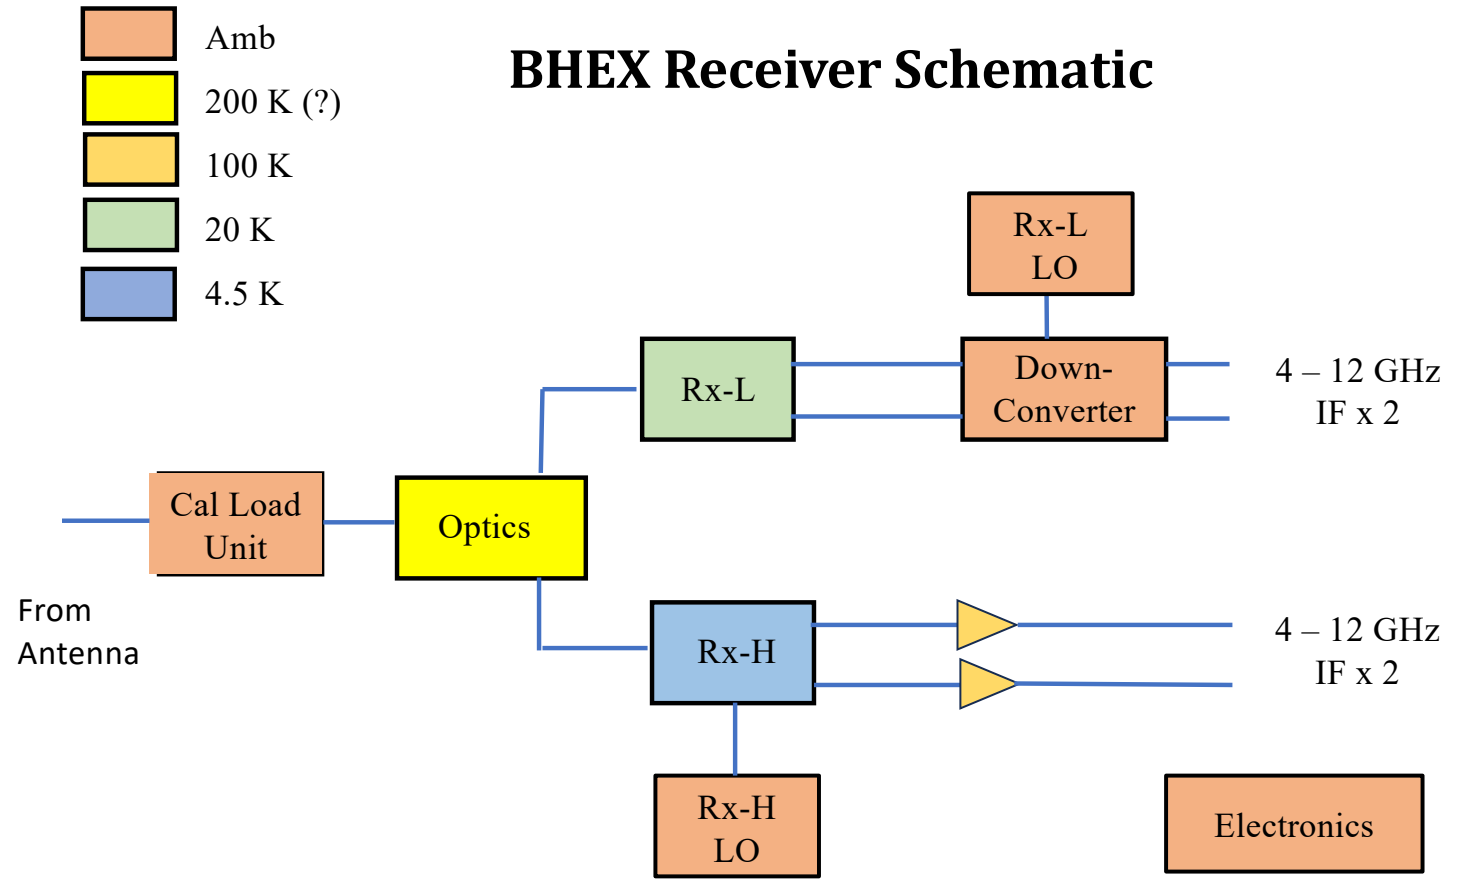 BHEX Receiver Schematic
Amb
200 K (?)
100 K
20 K
4.5 K
Rx-L
LO
Rx-L
Down-
Converter
4 – 12 GHz
IF x 2
Cal Load
Unit
Optics
From
Antenna
Rx-H
4 – 12 GHz
IF x 2
Rx-H
LO
Electronics